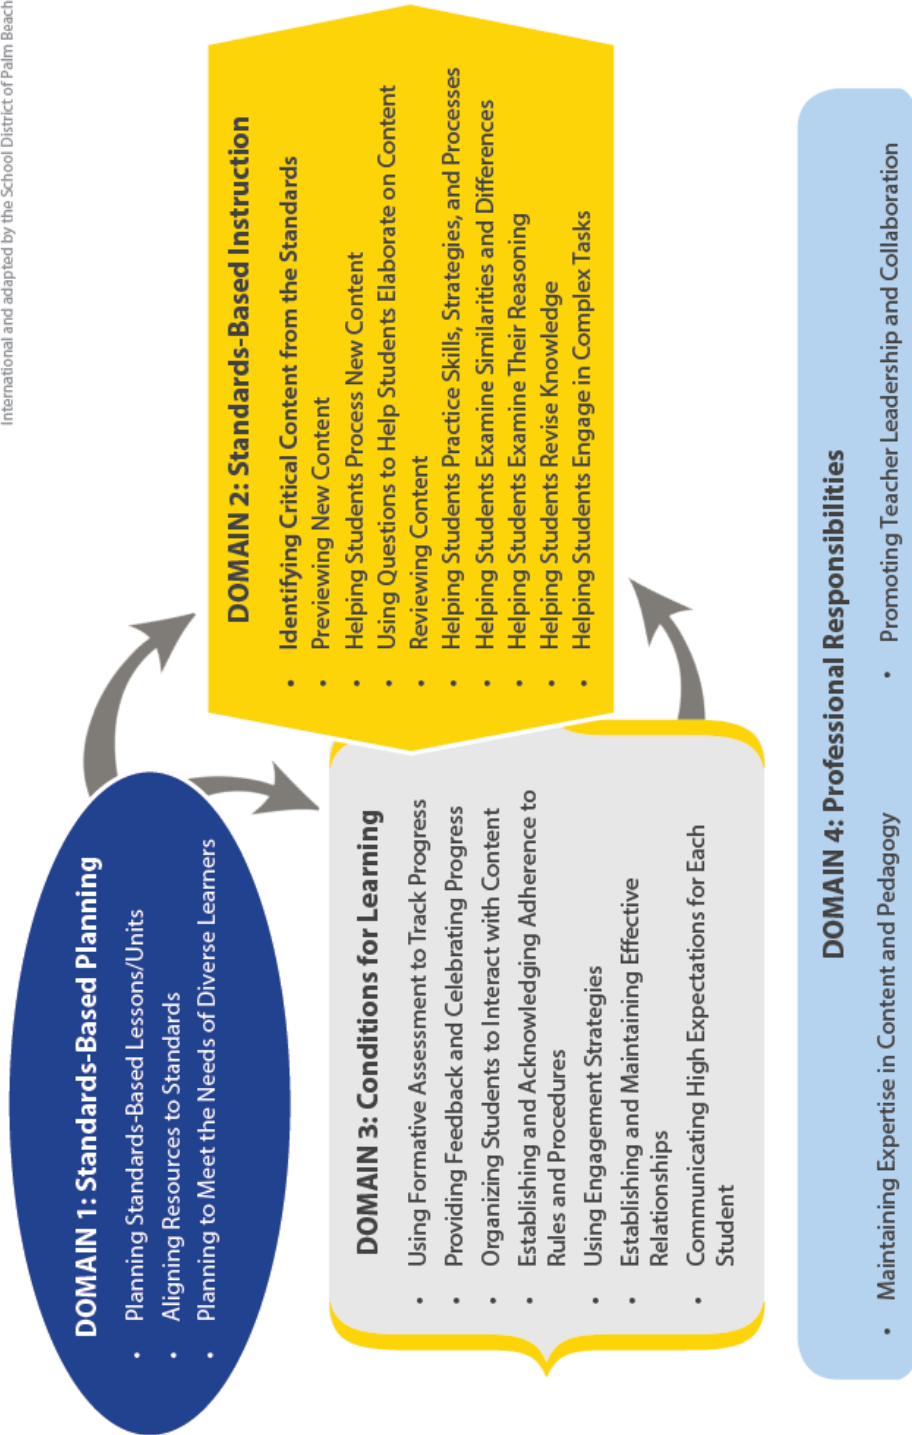 International and adapted by the School District of Palm Beach
DOMAIN 1: Standards-Based Planning
• Planning Standards-Based Lessons/Units
• Aligning Resources to Standards
• Planning to Meet the Needs of Diverse Learners
DOMAIN 2: Standards-Based Instruction
• Identifying Critical Content from the Standards
• Previewing New Content
• Helping Students Process New Content
• Using Questions to Help Students Elaborate on Content
• Reviewing Content
• Helping Students Practice Skills, Strategies, and Processes
• Helping Students Examine Similarities and Differences
• Helping Students Examine Their Reasoning
• Helping Students Revise Knowledge
• Helping Students Engage in Complex Tasks
DOMAIN 3: Conditions for Learning
• Using Formative Assessment to Track Progress
• Providing Feedback and Celebrating Progress
• Organizing Students to Interact with Content
• Establishing and Acknowledging Adherence to
Rules and Procedures
• Using Engagement Strategies
• Establishing and Maintaining Effective
Relationships
• Communicating High Expectations for Each
Student
DOMAIN 4: Professional Responsibilities
• Maintaining Expertise in Content and Pedagogy
• Promoting Teacher Leadership and Collaboration